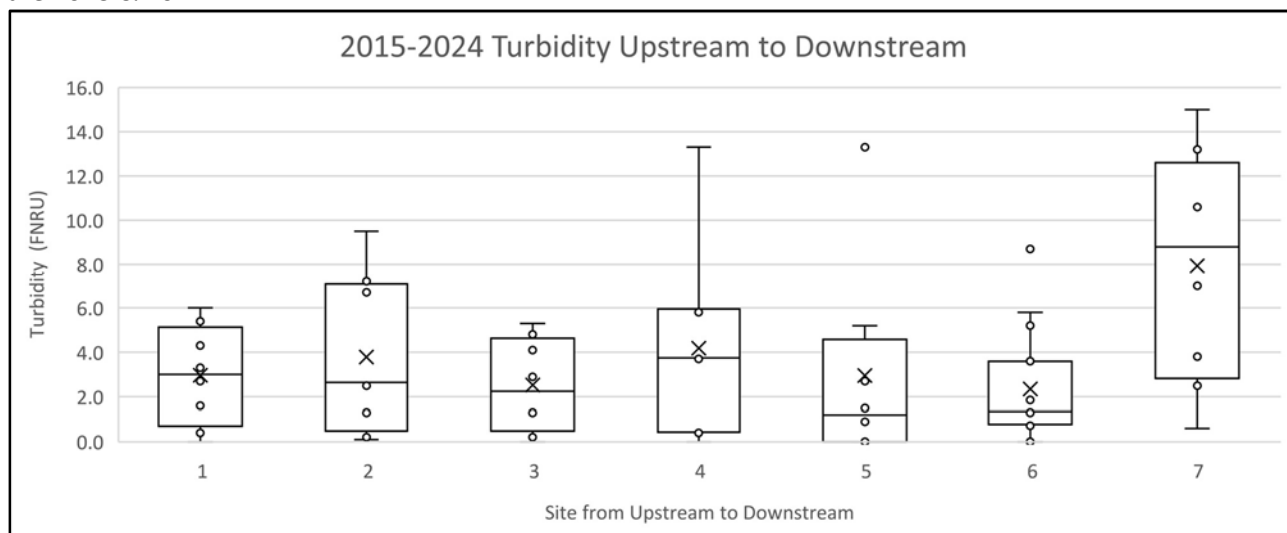 2015-2024 Turbidity Upstream to Downstream
16.0
14.0
12.0
10.0
8.0
6.0
4.0
2.0
0.0
Turbidity (FNRU)
1 2 3 4 5 6 7
Site from Upstream to Downstream